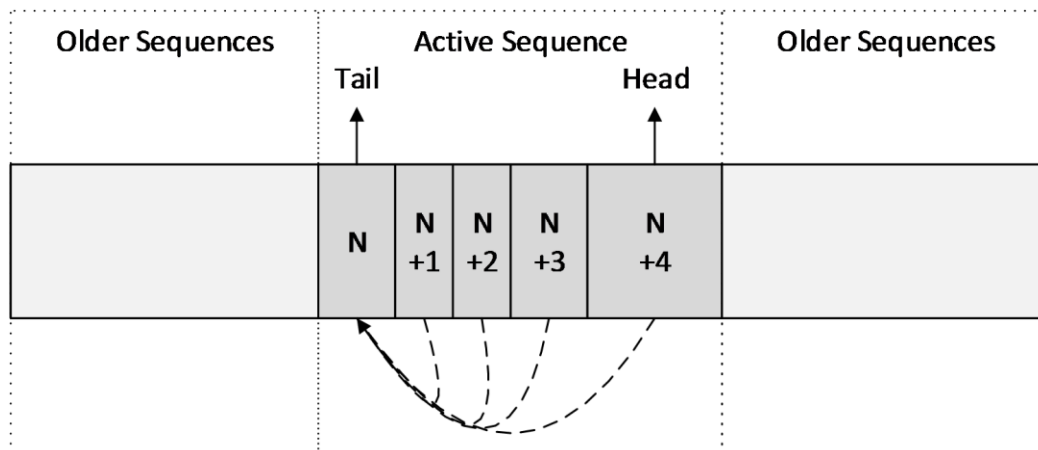 Older Sequences
Active Sequence
Older Sequences
Tail
Head
N
N
+1
N
+2
N
+3
N
+4